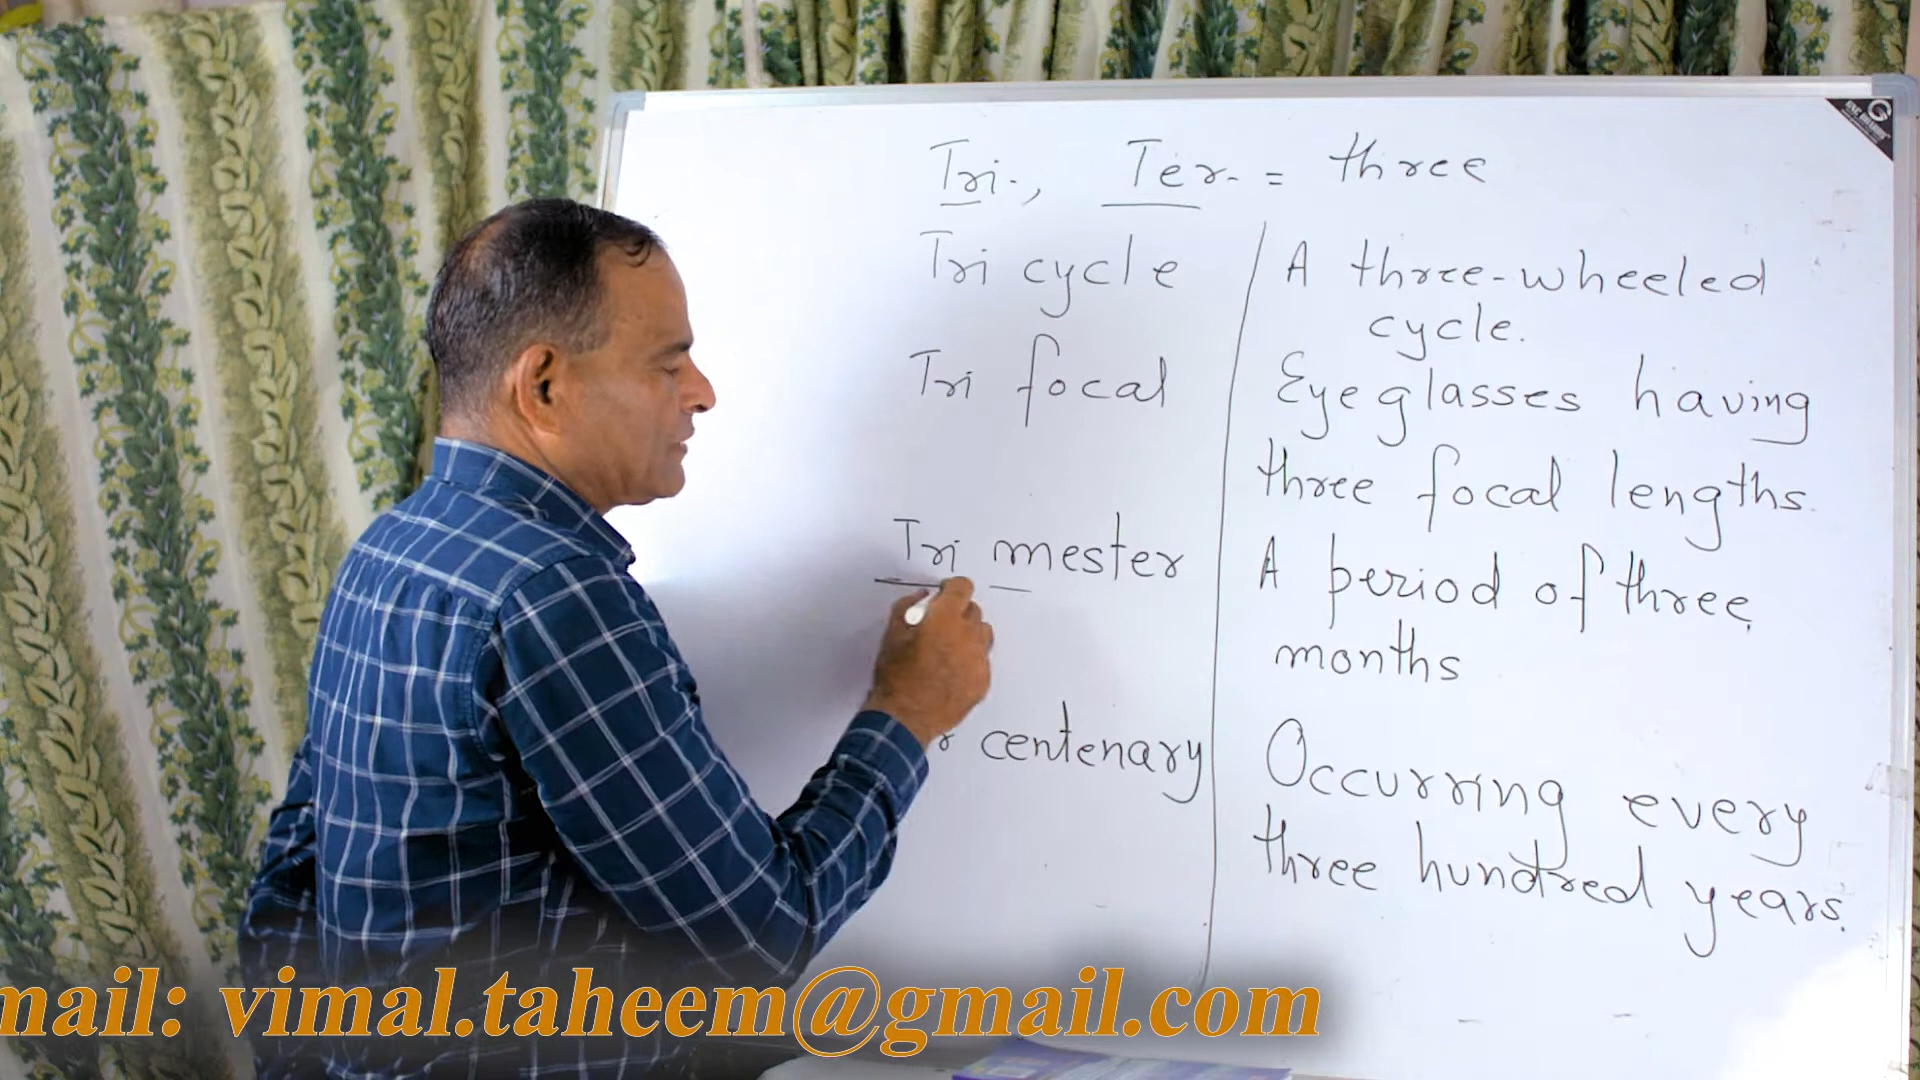 Tri-, Ter- = three
Tri cycle
A three-wheeled
cycle.
Tri focal
Eyeglasses having
three focal lengths.
Tri mester
A period of three
months
r centenary
Occurring every
three hundred years.
mail: vimal.taheem@gmail.com